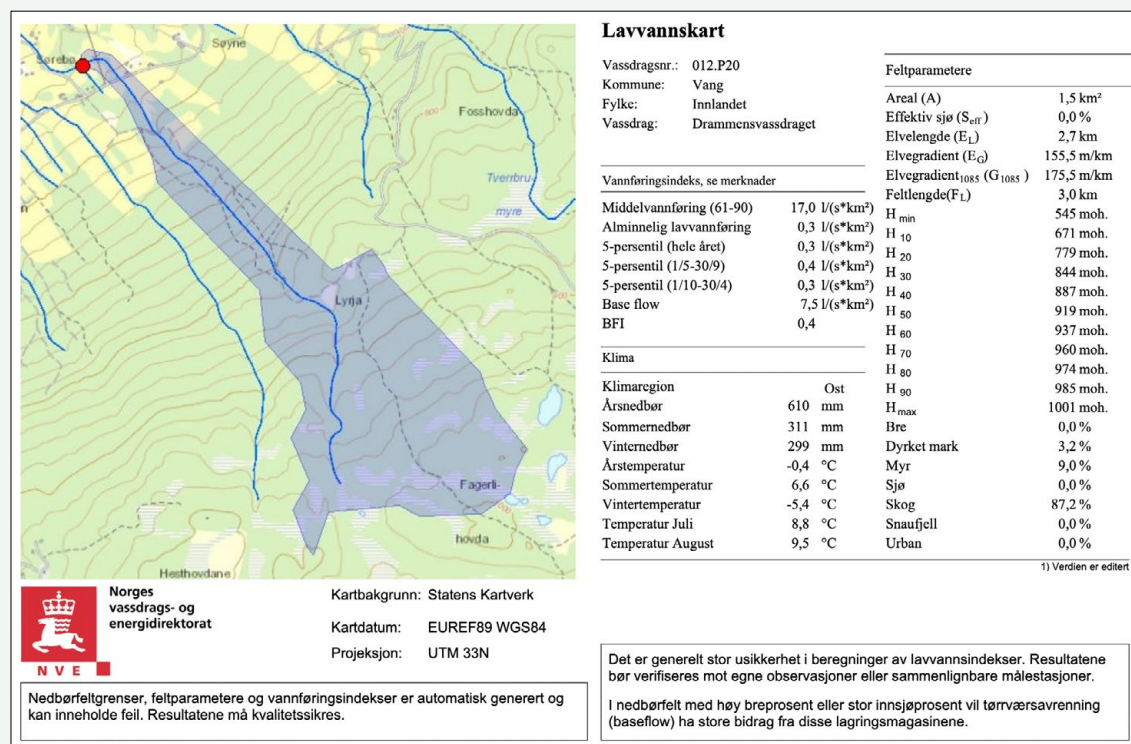 Søyne
Sørebø
Fosshovda
800
Tverrbru-
myre
Lyrja
900
Fagerli-
hovda
Hesthovdane
Norges
vassdrags- og
energidirektorat
NVE
Kartbakgrunn: Statens Kartverk
Kartdatum: EUREF89 WGS84
Projeksjon: UTM 33N
Nedbørfeltgrenser, feltparametere og vannføringsindekser er automatisk generert og
kan inneholde feil. Resultatene må kvalitetssikres.
Lavvannskart
Vassdragsnr.: 012.P20
Kommune: Vang
Fylke: Innlandet
Vassdrag: Drammensvassdraget
Vannføringsindeks, se merknader
Middelvannføring (61-90) 17,0 l/(s*km²)
Alminnelig lavvannføring 0,3 l/(s*km²)
5-persentil (hele året) 0,3 l/(s*km²)
5-persentil (1/5-30/9) 0,4 l/(s*km²)
5-persentil (1/10-30/4) 0,3 l/(s*km²)
Base flow 7,5 l/(s*km²)
BFI 0,4
Klima
Klimaregion Ost
Årsnedbør 610 mm
Sommernedbør 311 mm
Vinternedbør 299 mm
Årstemperatur -0,4 °C
Sommertemperatur 6,6 °C
Vintertemperatur -5,4 °C
Temperatur Juli 8,8 °C
Temperatur August 9,5 °C
Feltparametere
Areal (A) 1,5 km²
Effektiv sjø (Seff) 0,0 %
Elvelengde (EL) 2,7 km
Elvegradient (EG) 155,5 m/km
Elvegradient1085 (G1085) 175,5 m/km
Feltlengde(FL) 3,0 km
H min 545 moh.
H 10 671 moh.
H 20 779 moh.
H 30 844 moh.
H 40 887 moh.
H 50 919 moh.
H 60 937 moh.
H 70 960 moh.
H 80 974 moh.
H 90 985 moh.
H max 1001 moh.
Bre 0,0 %
Dyrket mark 3,2 %
Myr 9,0 %
Sjø 0,0 %
Skog 87,2 %
Snaufjell 0,0 %
Urban 0,0 %
1) Verdien er editert
Det er generelt stor usikkerhet i beregninger av lavvannsindekser. Resultatene
bør verifiseres mot egne observasjoner eller sammenlignbare målestasjoner.
I nedbørfelt med høy breprosent eller stor innsjøprosent vil tørrværsavrenning
(baseflow) ha store bidrag fra disse lagringsmagasinene.